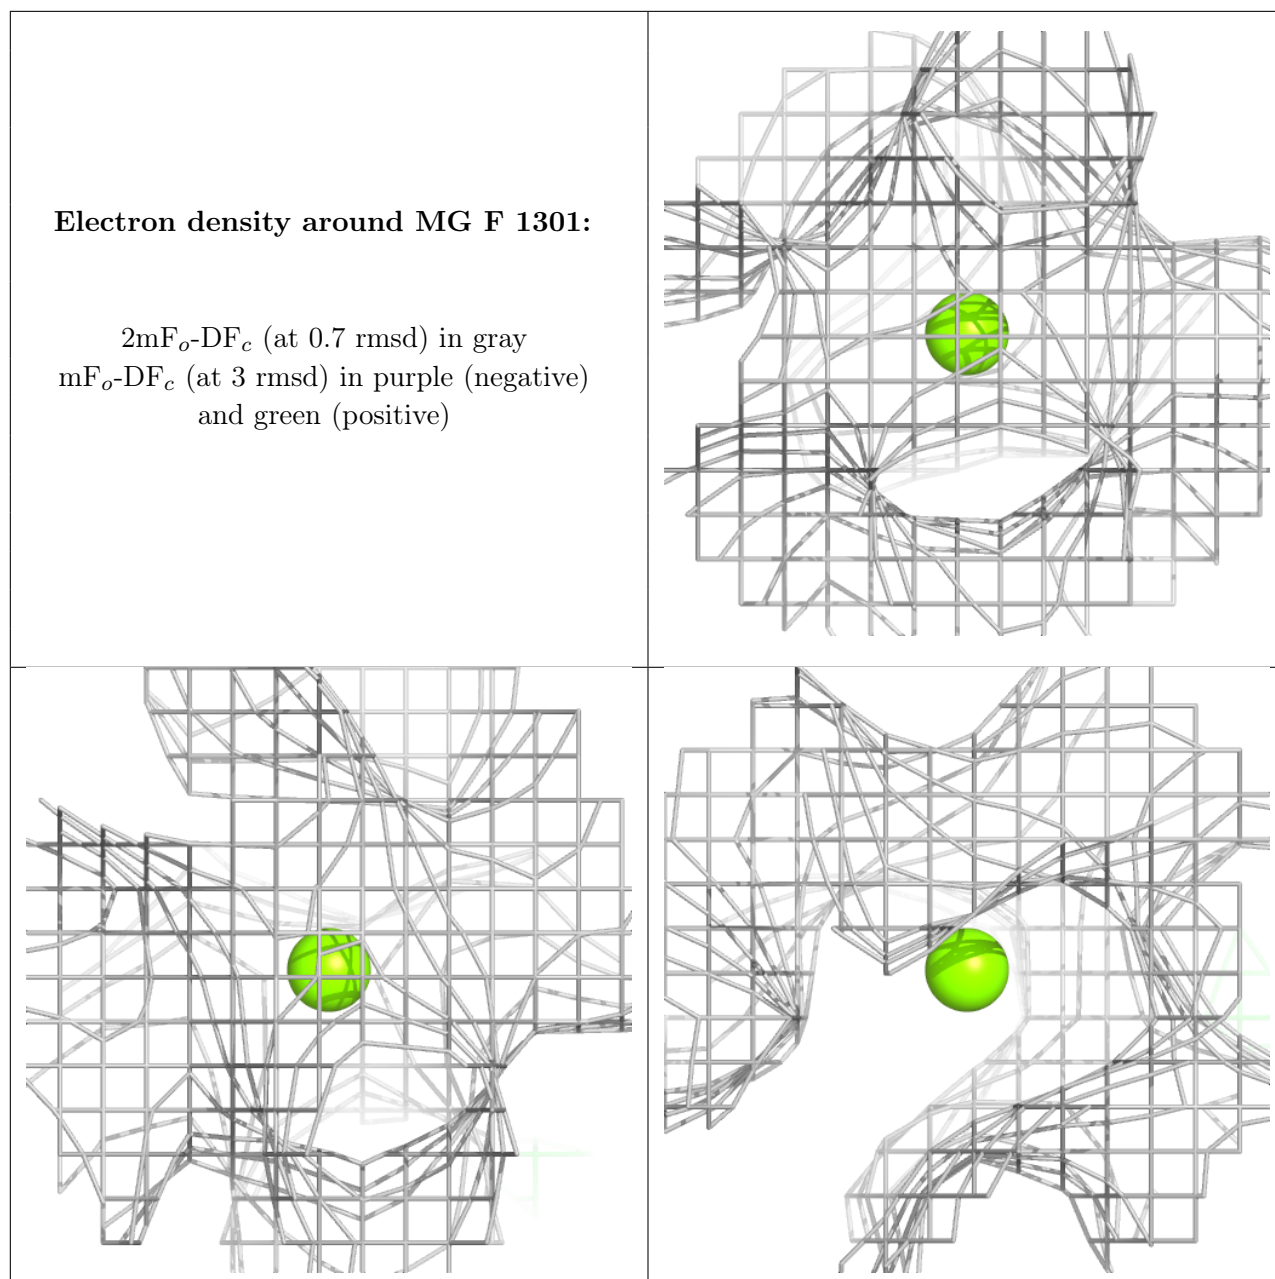 Electron density around MG F 1301:
2mFo-DFc (at 0.7 rmsd) in gray
mFo-DFc (at 3 rmsd) in purple (negative)
and green (positive)